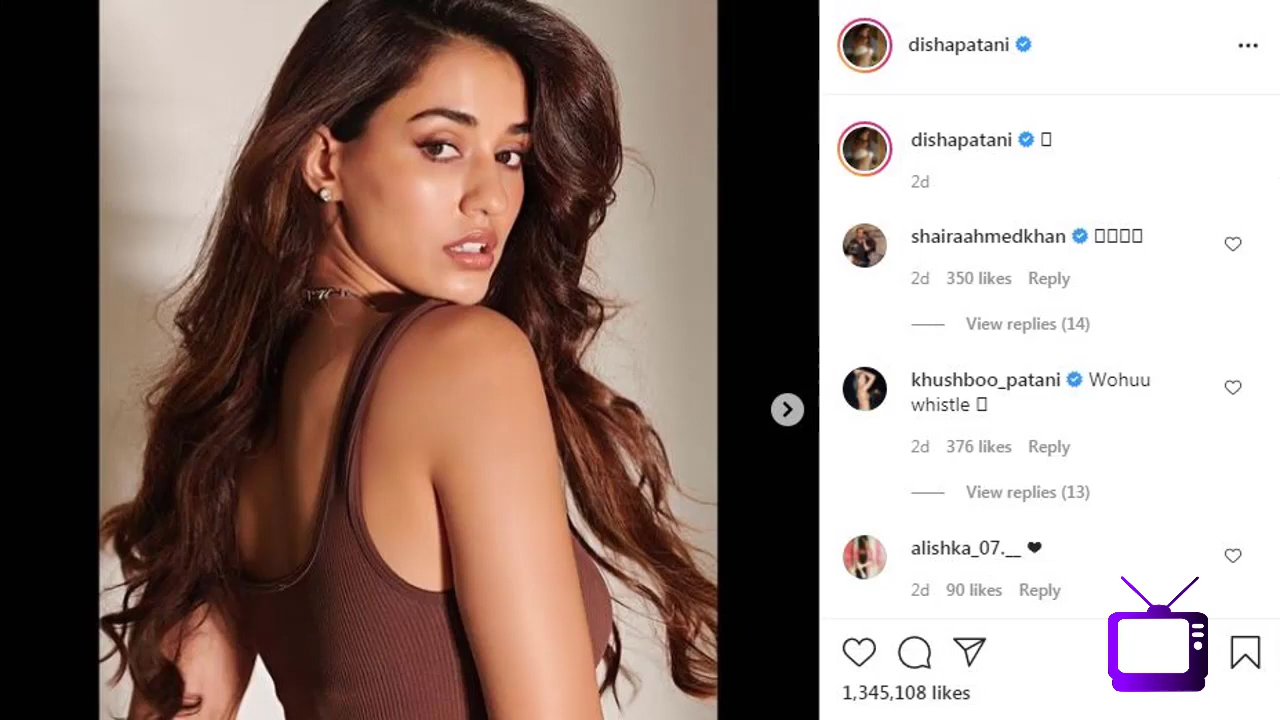 dishapatani
dishapatani
2d
shairaahmedkhan
2d 350 likes Reply
View replies (14)
khushboo_patani Wohuu
whistle
2d 376 likes Reply
View replies (13)
alishka_07.__ ❤
2d 90 likes Reply
1,345,108 likes